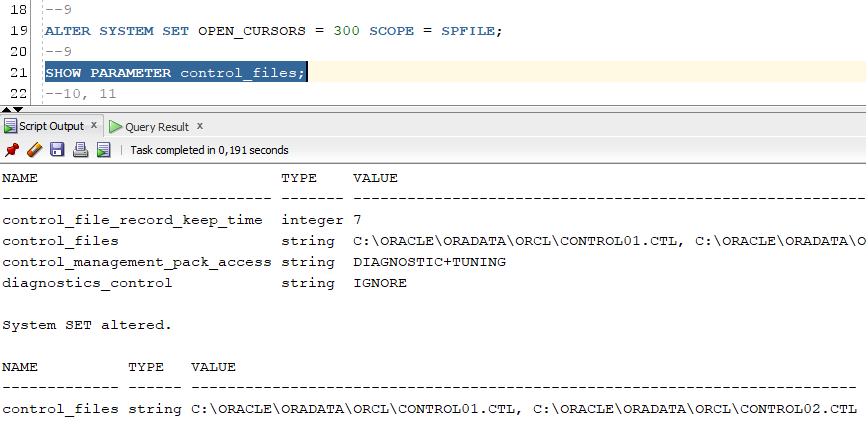 18 --9
19 ALTER SYSTEM SET OPEN_CURSORS = 300 SCOPE = SPFILE;
20 --9
21 SHOW PARAMETER control_files;
22 --10, 11
Script Output x Query Result x
Task completed in 0,191 seconds
NAME TYPE VALUE
------------------------------ ------- --------------------------------------------------
control_file_record_keep_time integer 7
control_files string C:\ORACLE\ORADATA\ORCL\CONTROL01.CTL, C:\ORACLE\ORADATA\O
control_management_pack_access string DIAGNOSTIC+TUNING
diagnostics_control string IGNORE
System SET altered.
NAME TYPE VALUE
------------- ------ --------------------------------------------------------------------------
control_files string C:\ORACLE\ORADATA\ORCL\CONTROL01.CTL, C:\ORACLE\ORADATA\ORCL\CONTROL02.CTL